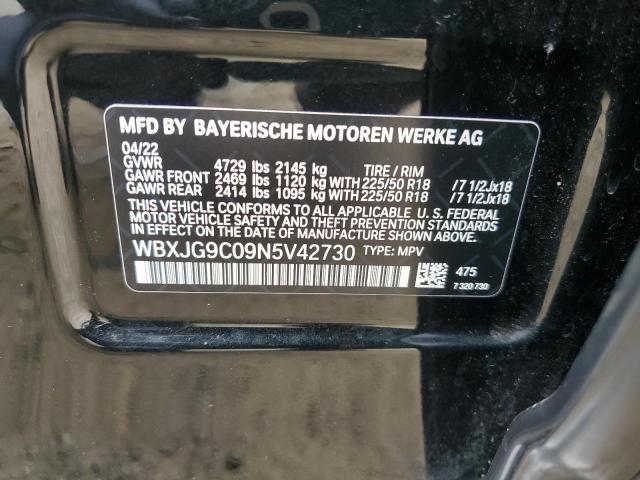 MFD BY BAYERISCHE MOTOREN WERKE AG
04/22
GVWR 4729 lbs 2145 kg TIRE / RIM
GAWR FRONT 2469 lbs 1120 kg WITH 225/50 R18 /7 1/2Jx18
GAWR REAR 2414 lbs 1095 kg WITH 225/50 R18 /7 1/2Jx18
THIS VEHICLE CONFORMS TO ALL APPLICABLE U. S. FEDERAL
MOTOR VEHICLE SAFETY AND THEFT PREVENTION STANDARDS
IN EFFECT ON THE DATE OF MANUFACTURE SHOWN ABOVE.
WBXJG9C09N5V42730 TYPE: MPV
475
7 320 730